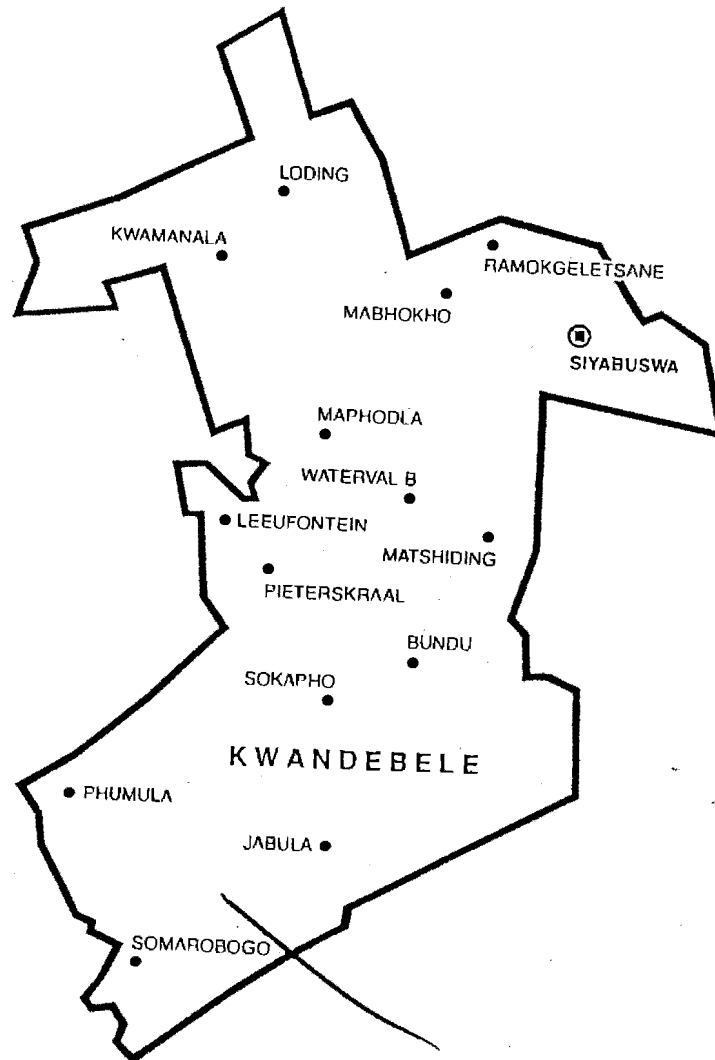 LODING
KWAMANALA
RAMOKGELETSANE
MABHOKHO
SIYABUSWA
MAPHODLA
WATERVAL B
LEEUFONTEIN
MATSHIDING
PIETERSKRAAL
BUNDU
SOKAPHO
KWANDEBELE
PHUMULA
JABULA
SOMAROBOGO